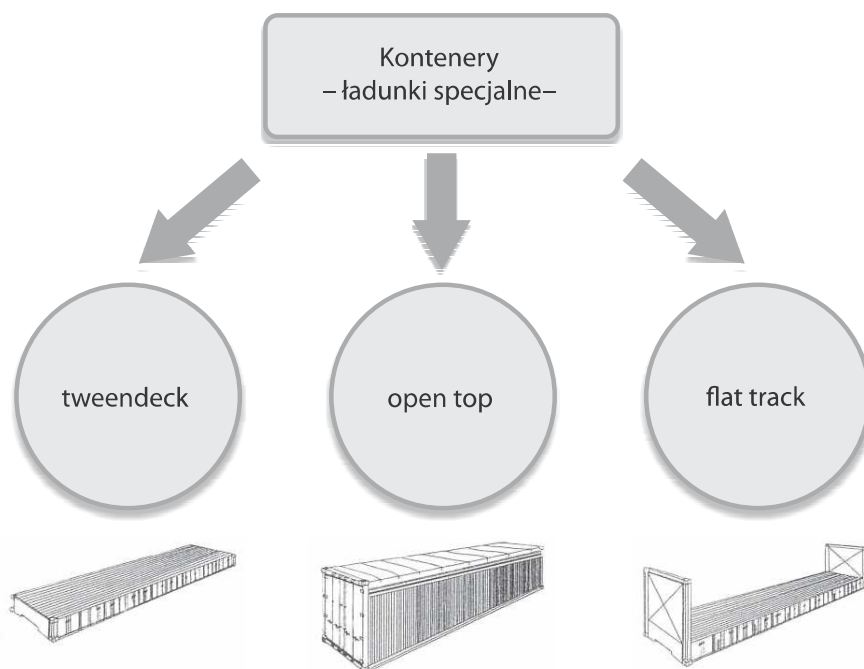 Kontenery
– ładunki specjalne–
tweendeck
open top
flat track